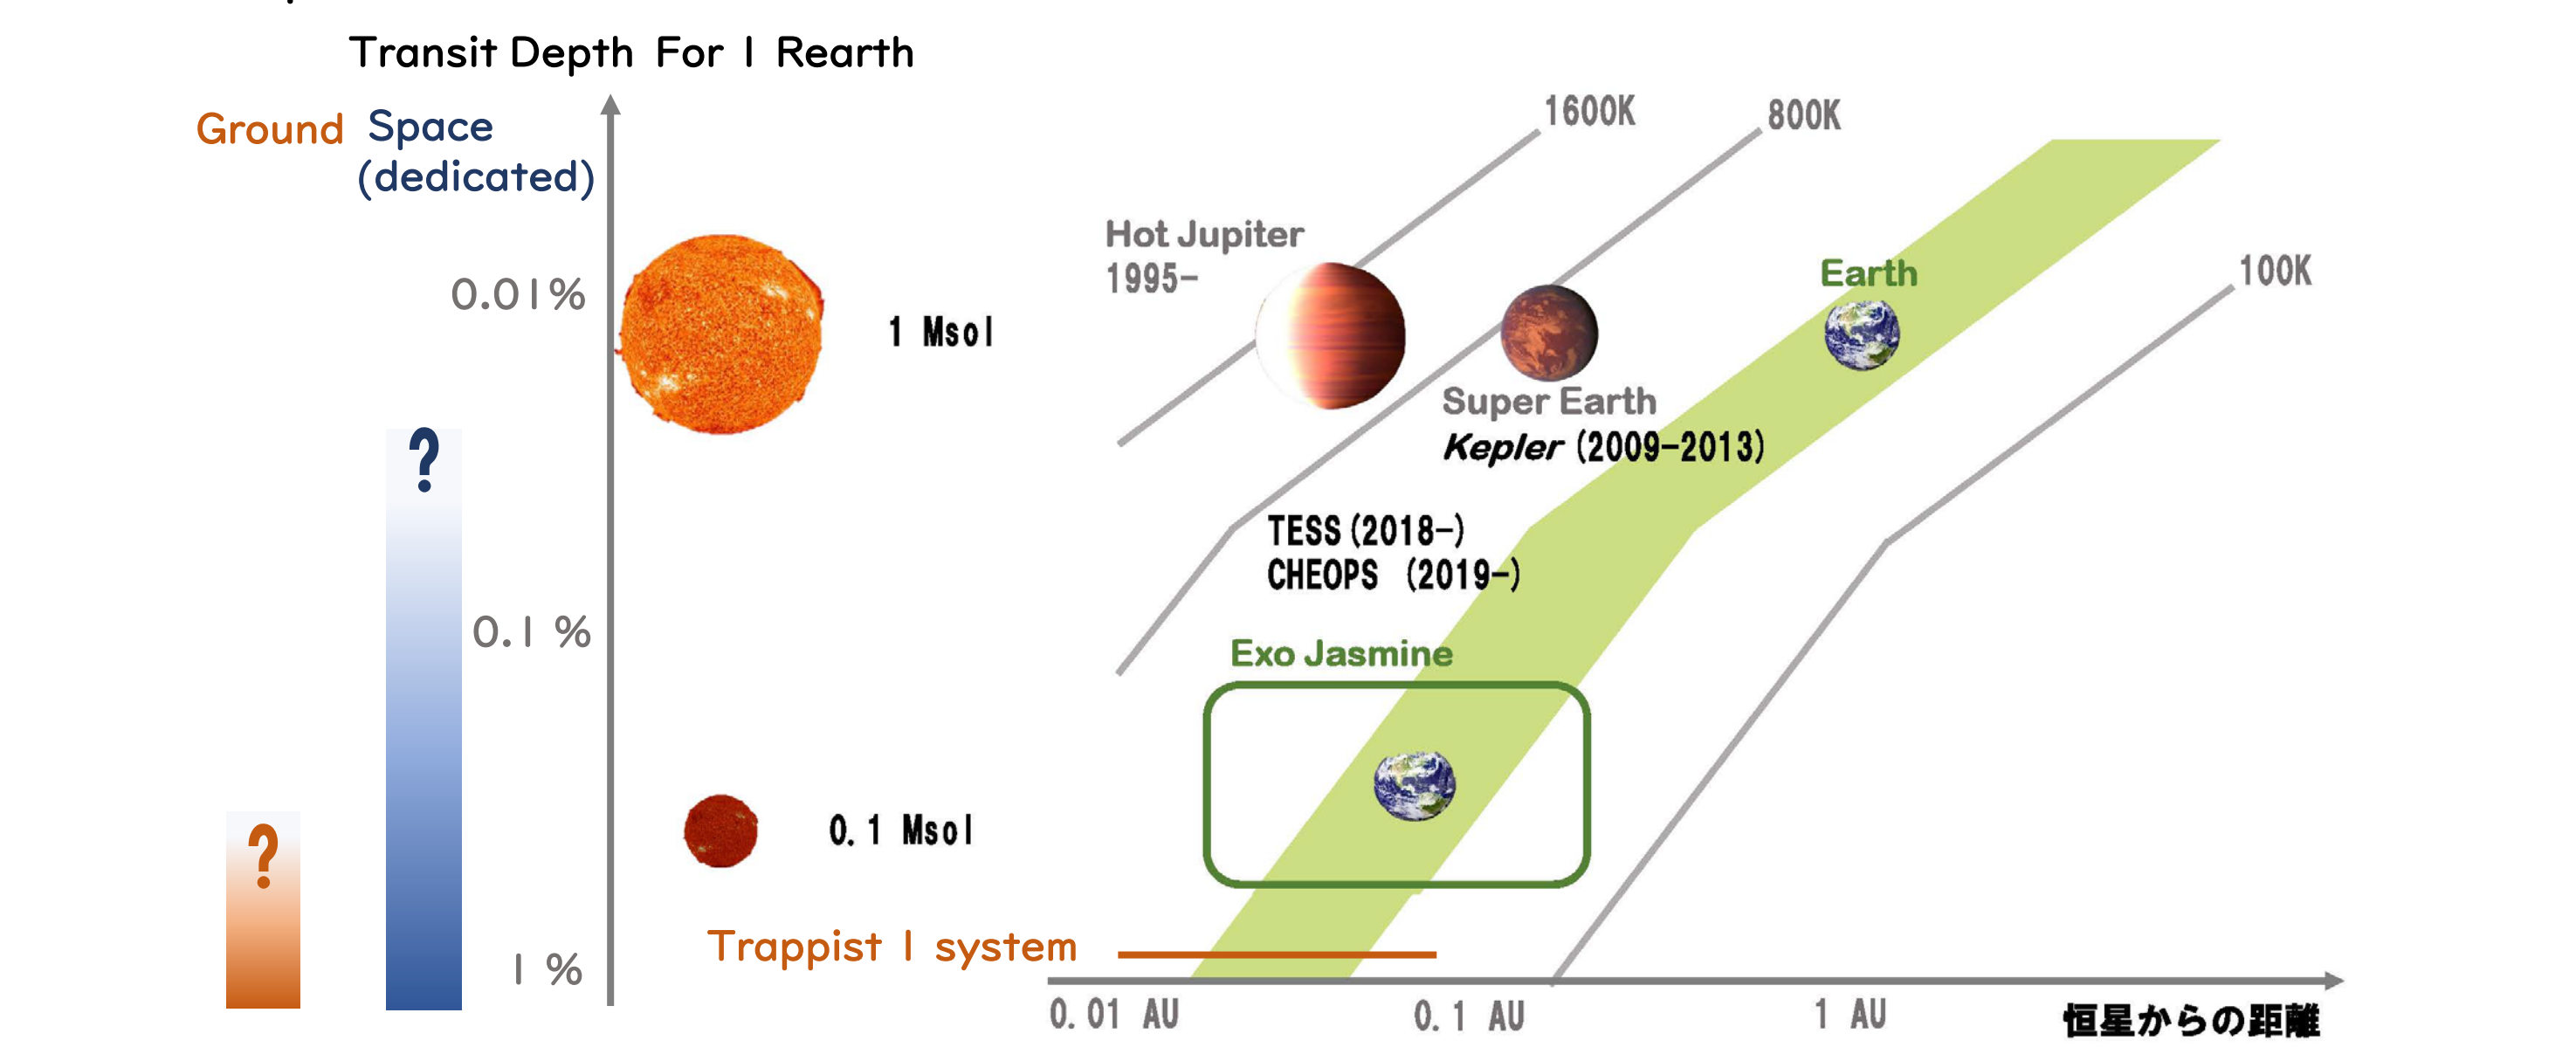 Transit Depth For 1 Rearth
Ground
Space
(dedicated)
0.01%
?
0.1 %
?
1 %
1 Msol
0.1 Msol
Trappist 1 system
1600K
800K
100K
Hot Jupiter
1995-
Super Earth
Kepler (2009-2013)
Earth
TESS (2018-)
CHEOPS (2019-)
Exo Jasmine
0.01 AU
0.1 AU
1 AU
恒星からの距離